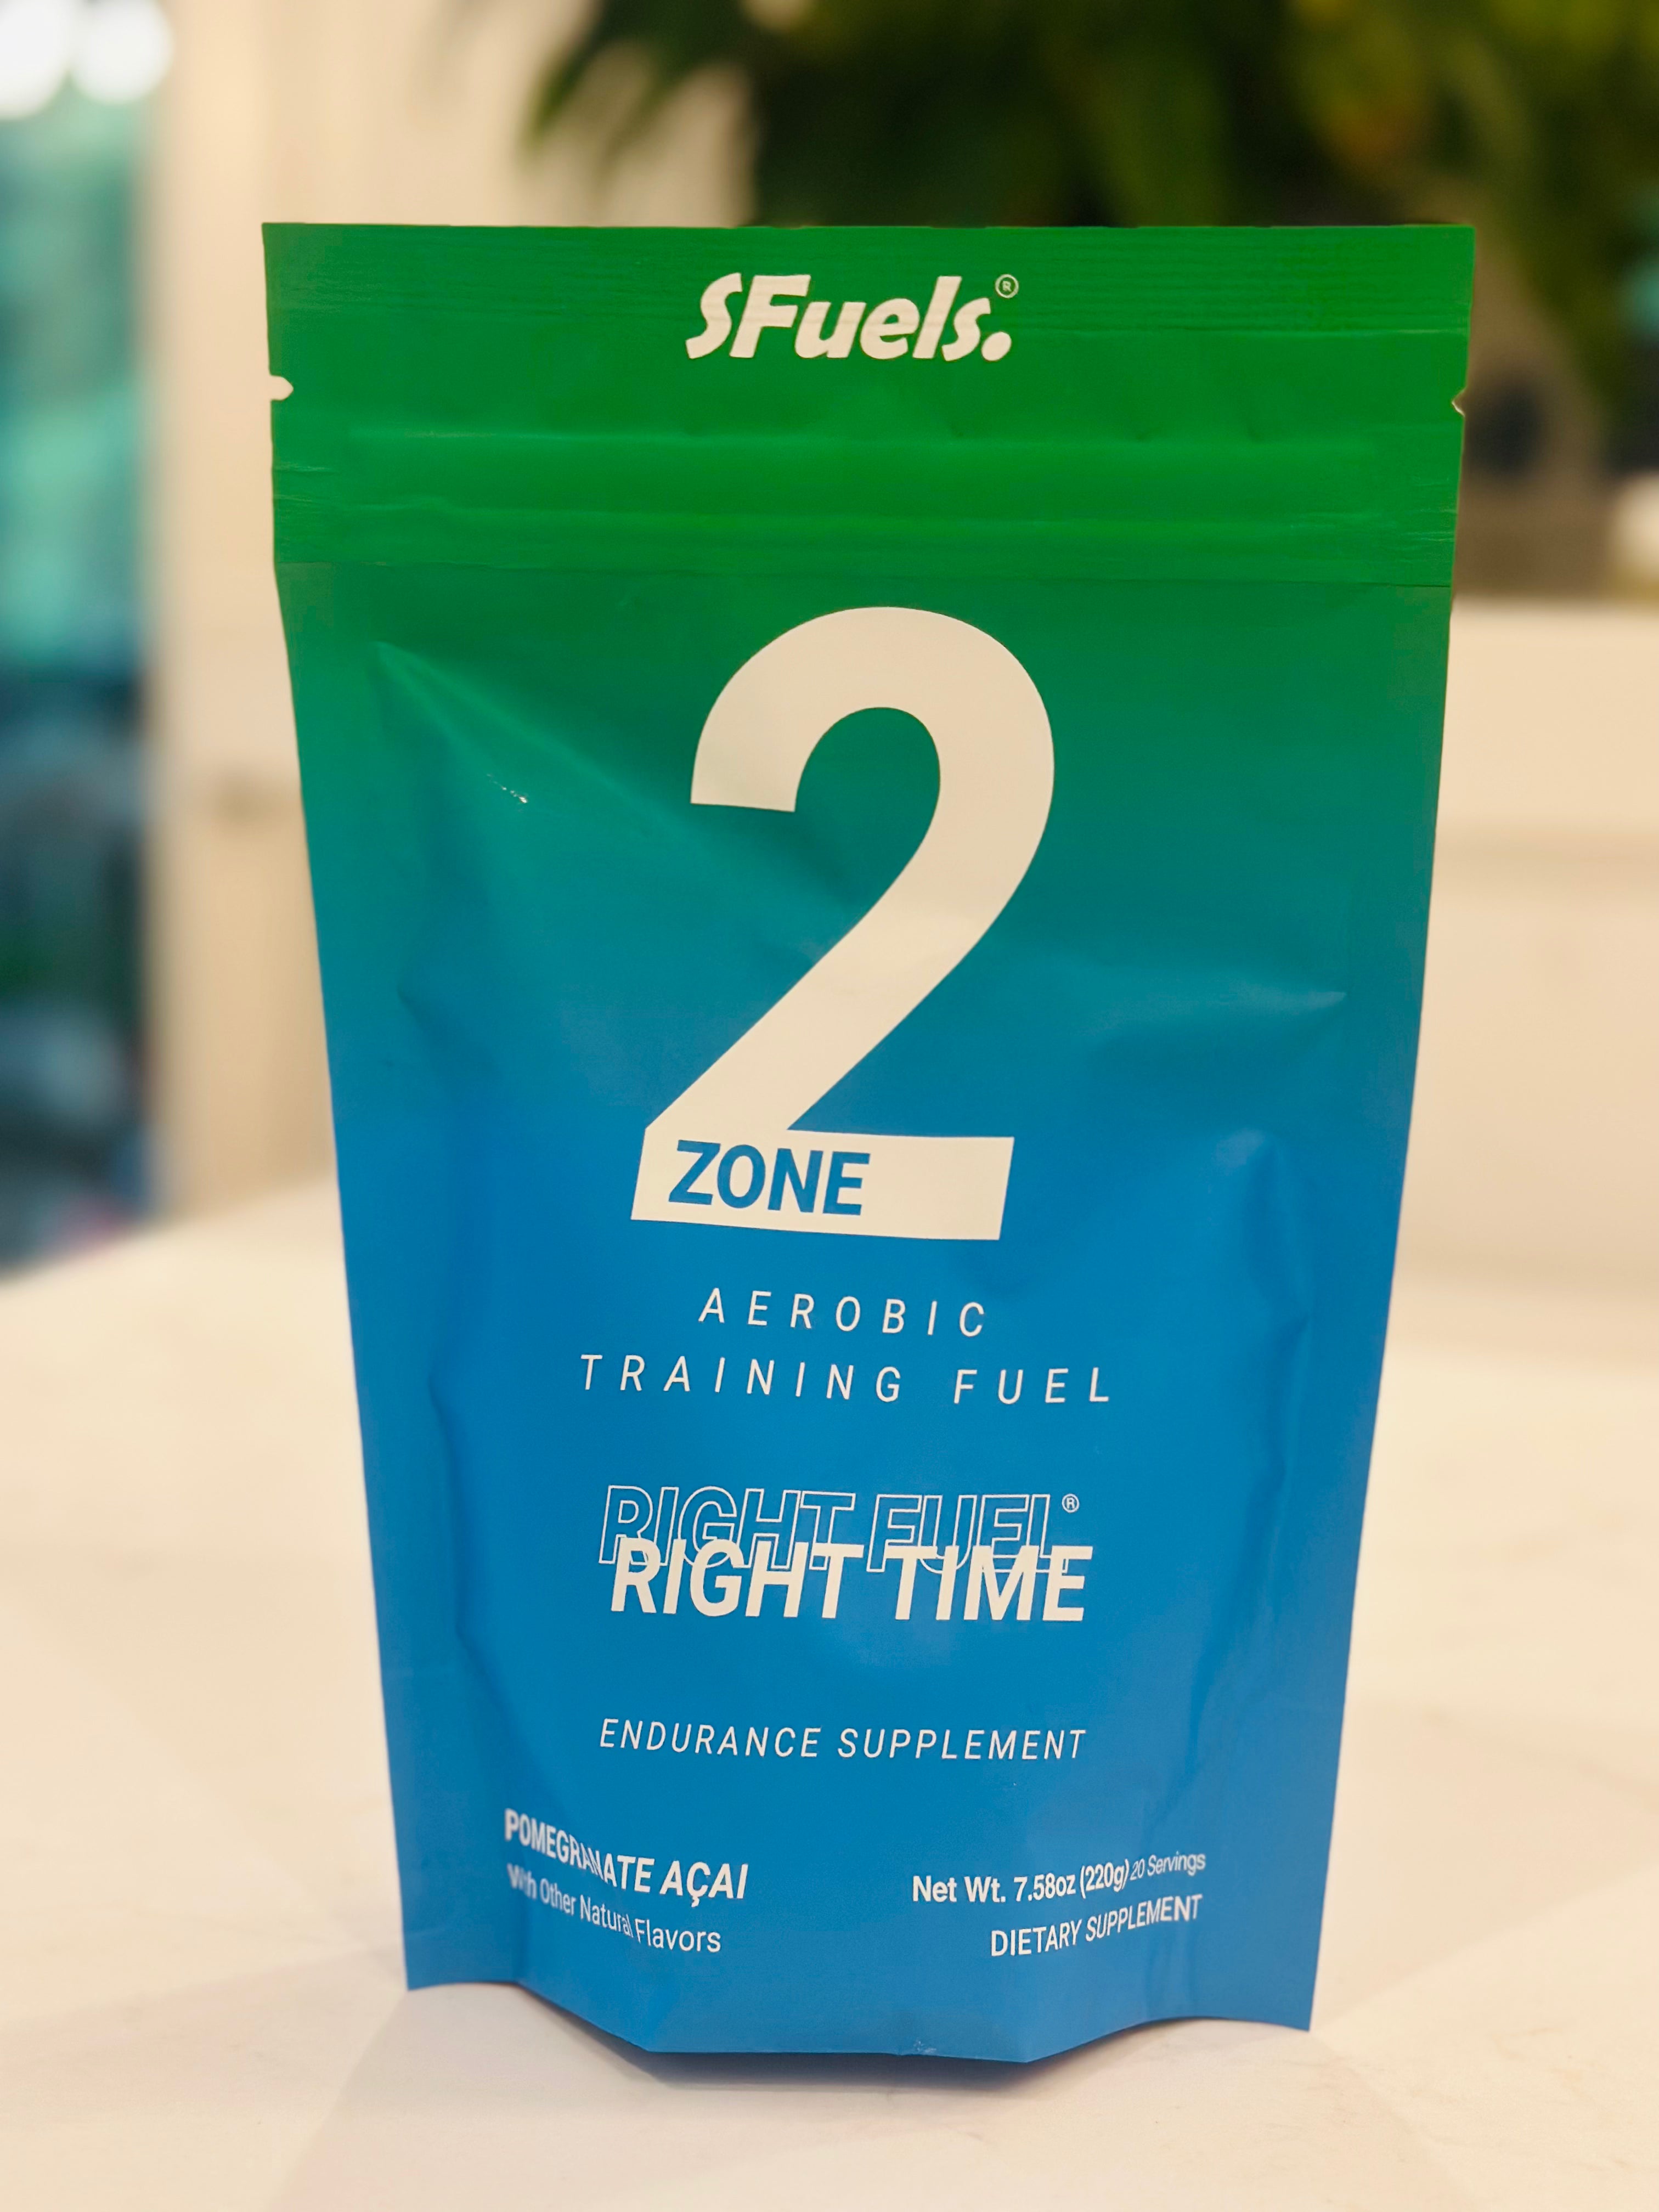 SFuels.®
2
ZONE
AEROBIC
TRAINING FUEL
RIGHT FUEL®
RIGHT TIME
ENDURANCE SUPPLEMENT
POMEGRANATE AÇAI
With Other Natural Flavors
Net Wt. 7.58oz (220g) 20 Servings
DIETARY SUPPLEMENT